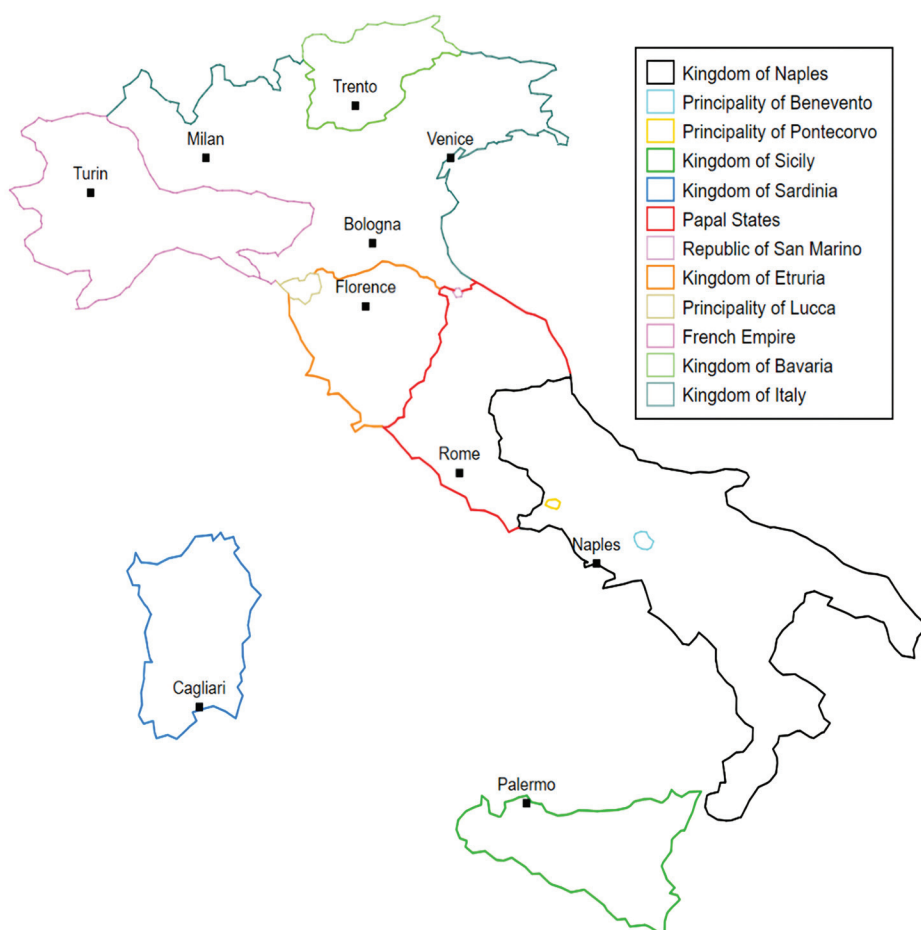 Trento
Milan
Venice
Turin
Bologna
Florence
Rome
Naples
Cagliari
Palermo
Kingdom of Naples
Principality of Benevento
Principality of Pontecorvo
Kingdom of Sicily
Kingdom of Sardinia
Papal States
Republic of San Marino
Kingdom of Etruria
Principality of Lucca
French Empire
Kingdom of Bavaria
Kingdom of Italy